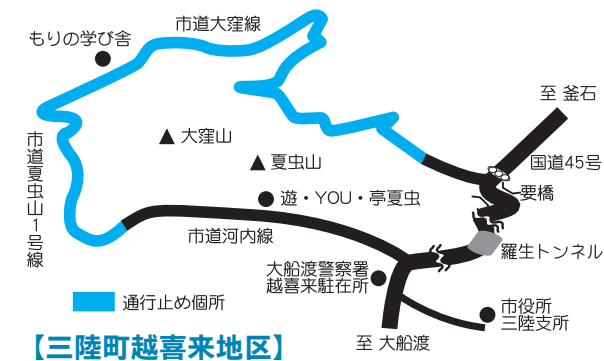 市道大窪線
もりの学び舎
至 釜石
大窪山
市道夏虫山1号線
夏虫山
国道45号
要橋
遊・YOU・亭夏虫
市道河内線
羅生トンネル
大船渡警察署
越喜来駐在所
市役所
三陸支所
通行止め個所
至 大船渡
【三陸町越喜来地区】